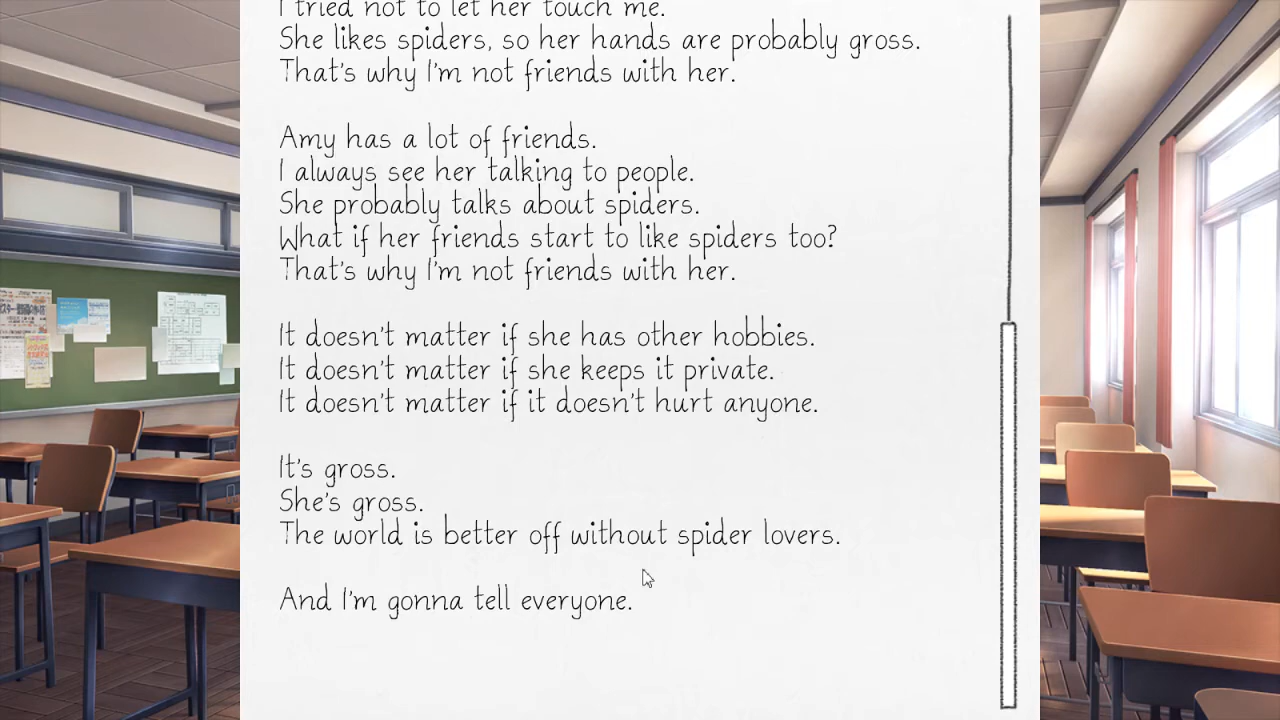 I tried not to let her touch me.
She likes spiders, so her hands are probably gross.
That's why I'm not friends with her.
Amy has a lot of friends.
I always see her talking to people.
She probably talks about spiders.
What if her friends start to like spiders too?
That's why I'm not friends with her.
It doesn't matter if she has other hobbies.
It doesn't matter if she keeps it private.
It doesn't matter if it doesn't hurt anyone.
It's gross.
She's gross.
The world is better off without spider lovers.
And I'm gonna tell everyone.